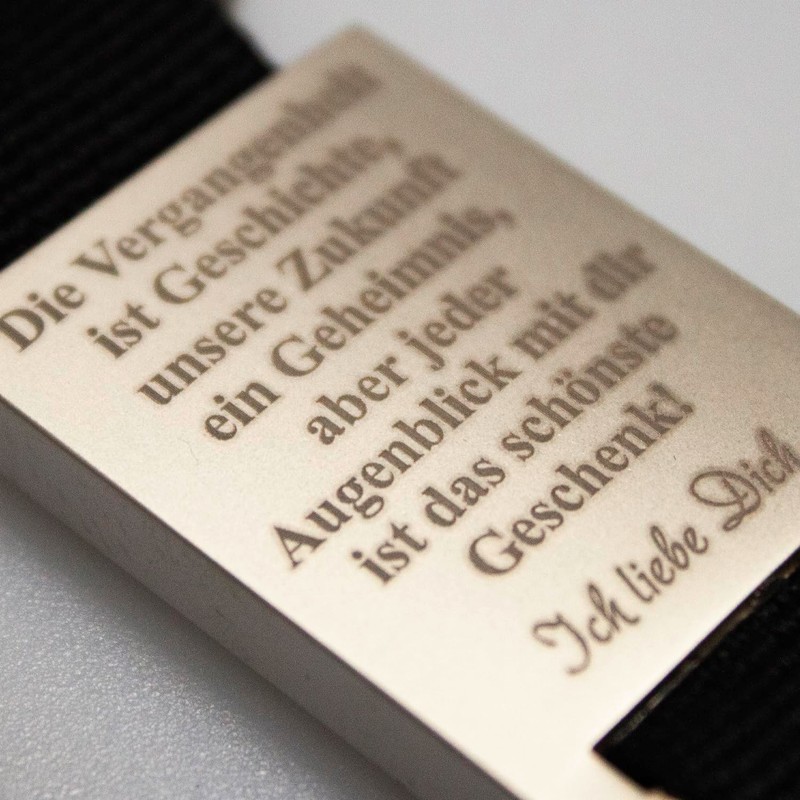 Die Vergangenheit
ist Geschichte,
unsere Zukunft
ein Geheimnis,
aber jeder
Augenblick mit dir
ist das schönste
Geschenk!
Ich liebe Dich